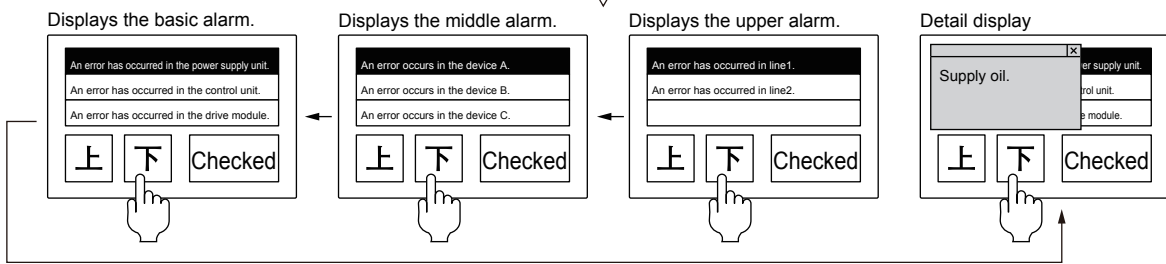 Displays the basic alarm.
An error has occurred in the power supply unit.
An error has occurred in the control unit.
An error has occurred in the drive module.
上
下
Checked
Displays the middle alarm.
An error occurs in the device A.
An error occurs in the device B.
An error occurs in the device C.
上
下
Checked
Displays the upper alarm.
An error has occurred in line1.
An error has occurred in line2.
上
下
Checked
Detail display
×
Supply oil.
er supply unit.
trol unit.
e module.
上
下
Checked